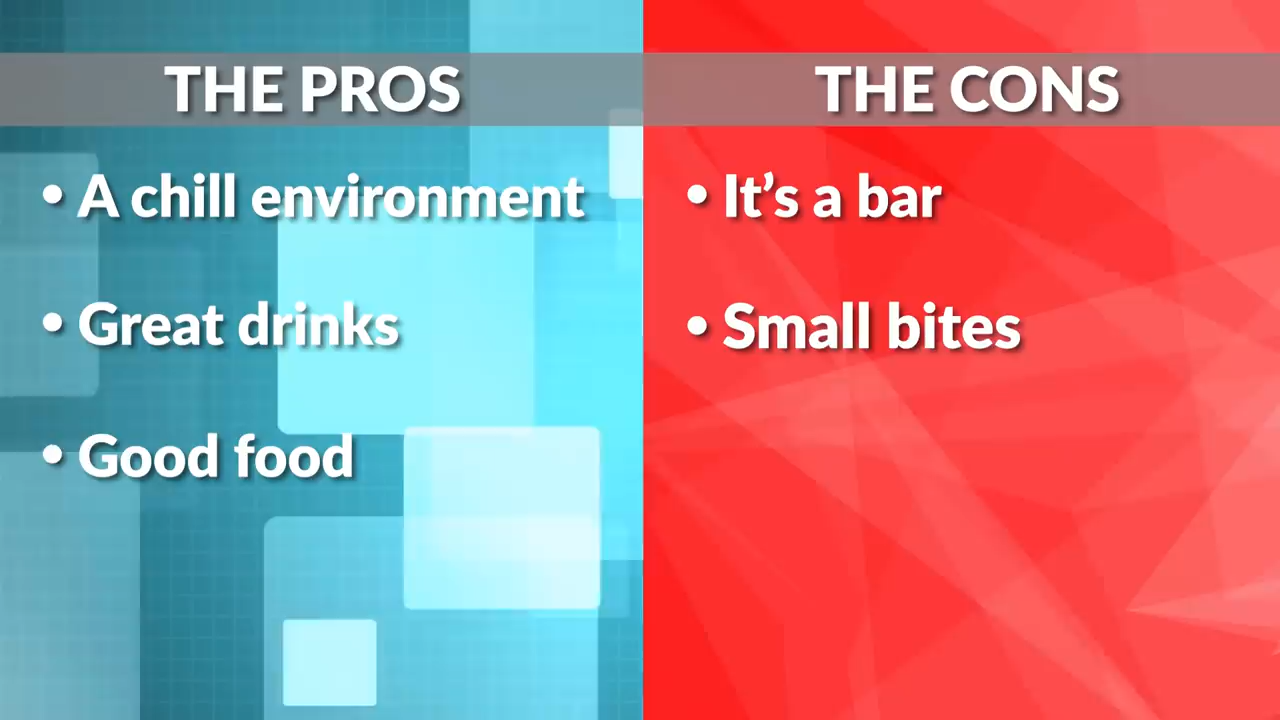 THE PROS
• A chill environment
• Great drinks
• Good food
THE CONS
• It’s a bar
• Small bites